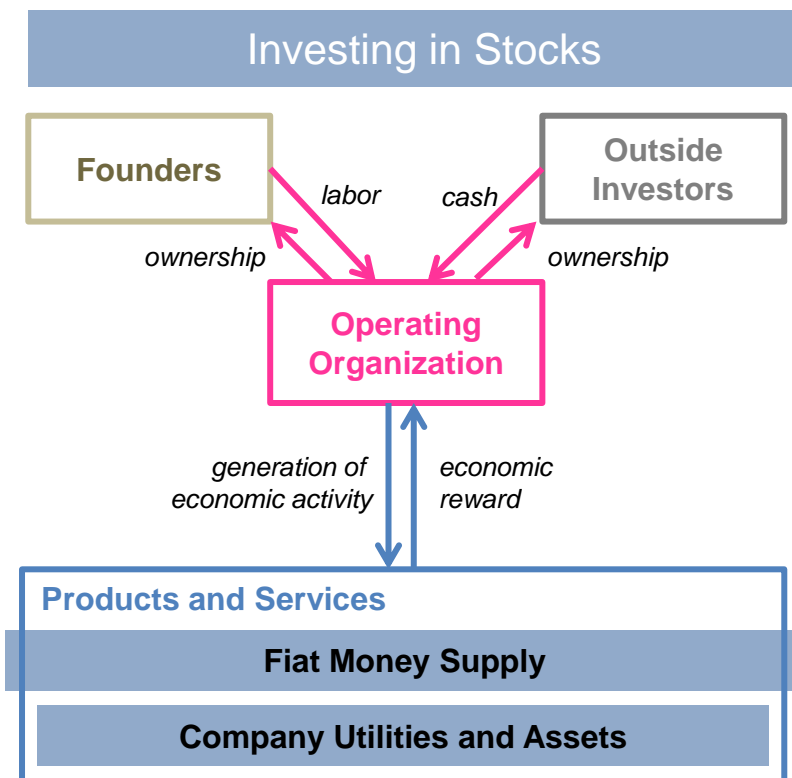 Investing in Stocks
Founders
Outside
Investors
labor
cash
ownership
ownership
Operating
Organization
generation of
economic activity
economic
reward
Products and Services
Fiat Money Supply
Company Utilities and Assets